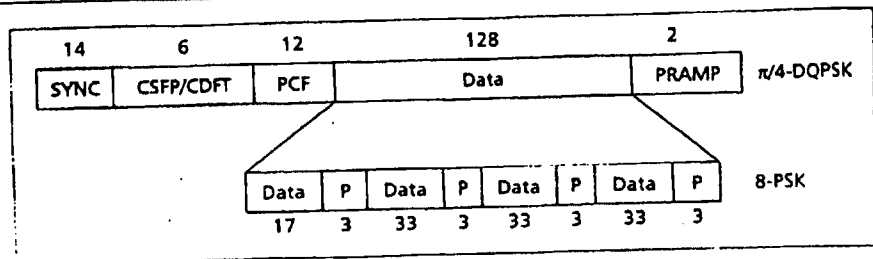 14 6 12 128 2
SYNC CSFP/CDFT PCF Data PRAMP π/4-DQPSK
Data P Data P Data P Data P 8-PSK
17 3 33 3 33 3 33 3